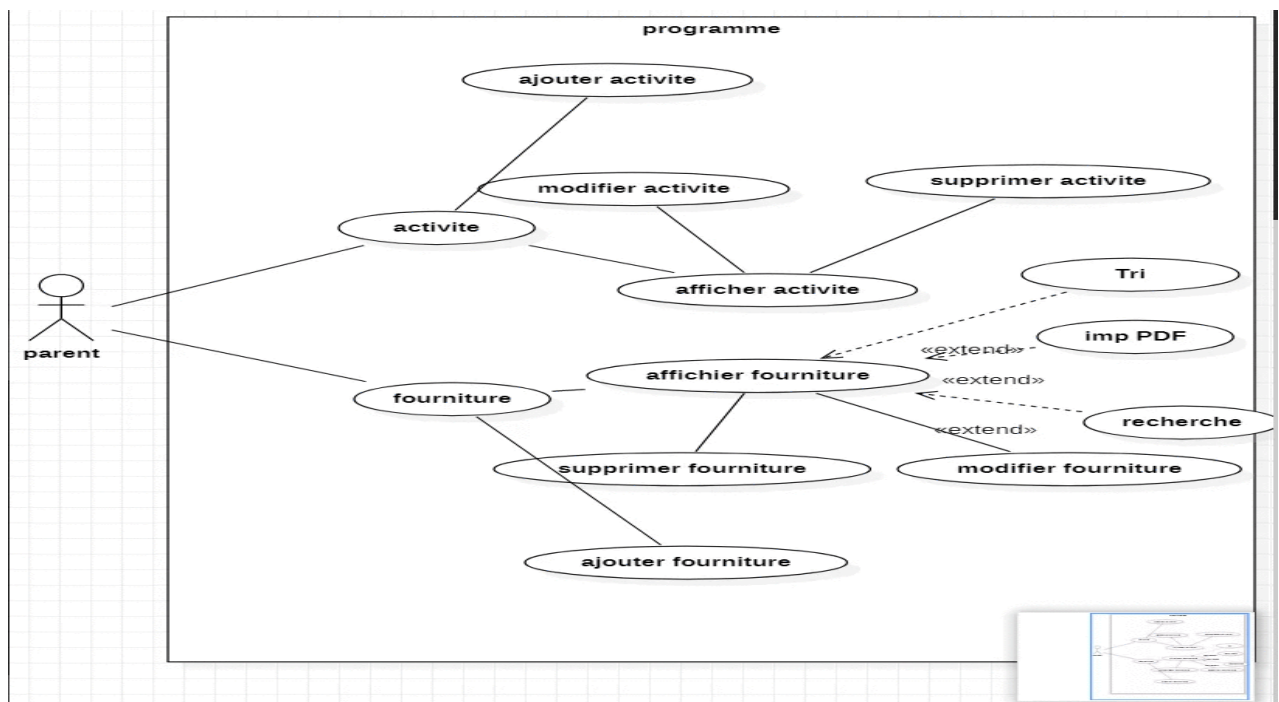 programme
ajouter activite
modifier activite
supprimer activite
activite
afficher activite
Tri
imp PDF
«extend»
parent
affichier fourniture
«extend»
fourniture
recherche
«extend»
supprimer fourniture
modifier fourniture
ajouter fourniture